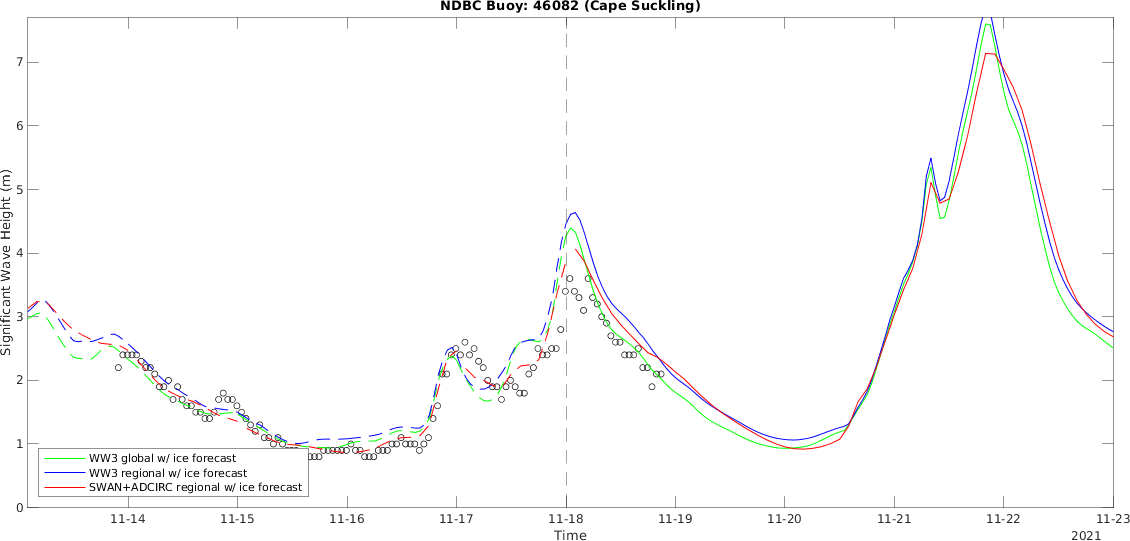 NDBC Buoy: 46082 (Cape Suckling)
Significant Wave Height (m)
7
6
5
4
3
2
1
0
WW3 global w/ ice forecast
WW3 regional w/ ice forecast
SWAN+ADCIRC regional w/ ice forecast
11-14 11-15 11-16 11-17 11-18 11-19 11-20 11-21 11-22 11-23
Time
2021